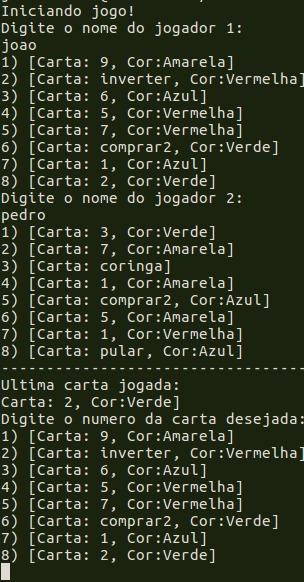 Iniciando jogo!
Digite o nome do jogador 1:
joao
1) [Carta: 9, Cor:Amarela]
2) [Carta: inverter, Cor:Vermelha]
3) [Carta: 6, Cor:Azul]
4) [Carta: 5, Cor:Vermelha]
5) [Carta: 7, Cor:Vermelha]
6) [Carta: comprar2, Cor:Verde]
7) [Carta: 1, Cor:Azul]
8) [Carta: 2, Cor:Verde]
Digite o nome do jogador 2:
pedro
1) [Carta: 3, Cor:Verde]
2) [Carta: 7, Cor:Amarela]
3) [Carta: coringa]
4) [Carta: 1, Cor:Amarela]
5) [Carta: comprar2, Cor:Azul]
6) [Carta: 5, Cor:Amarela]
7) [Carta: 1, Cor:Vermelha]
8) [Carta: pular, Cor:Azul]
-----------------------------------
Ultima carta jogada:
Carta: 2, Cor:Verde]
Digite o numero da carta desejada:
1) [Carta: 9, Cor:Amarela]
2) [Carta: inverter, Cor:Vermelha]
3) [Carta: 6, Cor:Azul]
4) [Carta: 5, Cor:Vermelha]
5) [Carta: 7, Cor:Vermelha]
6) [Carta: comprar2, Cor:Verde]
7) [Carta: 1, Cor:Azul]
8) [Carta: 2, Cor:Verde]